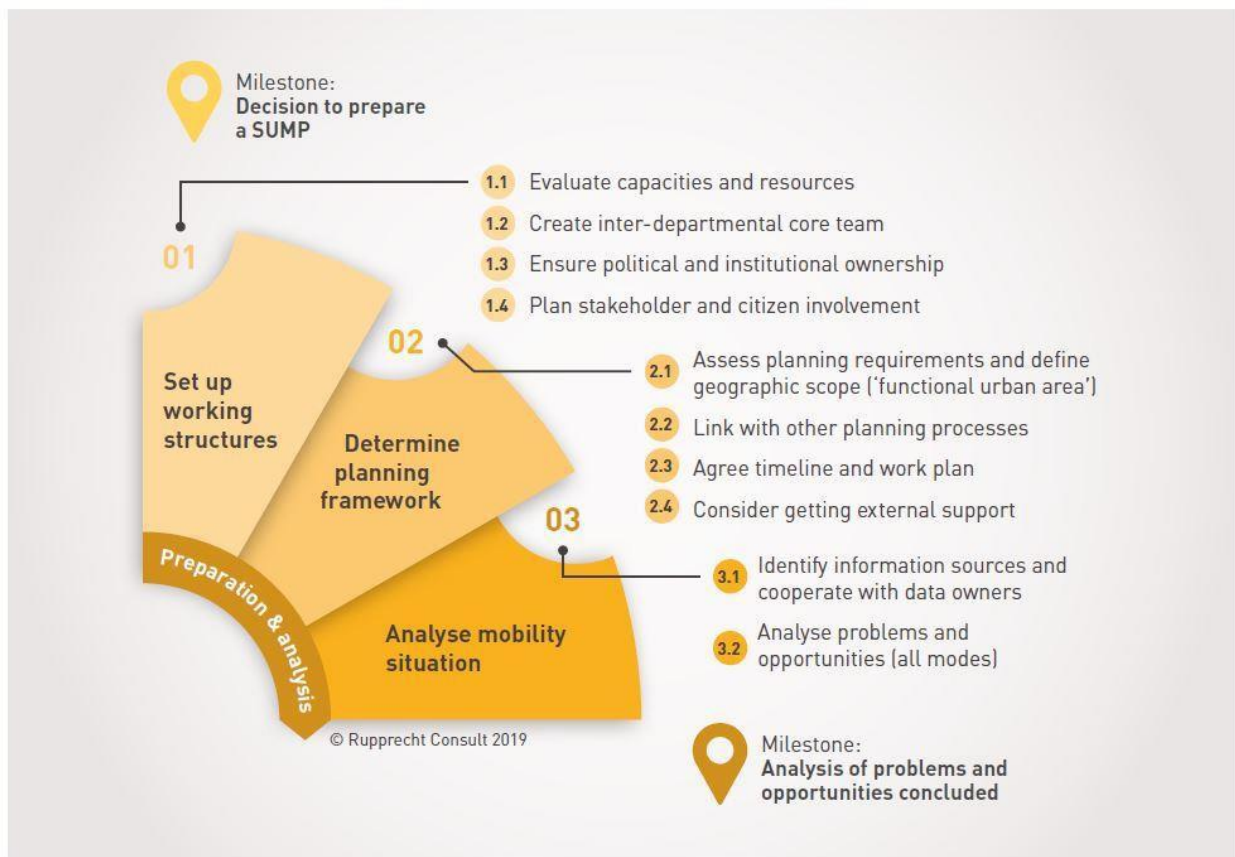 Milestone:
Decision to prepare
a SUMP
01
1.1 Evaluate capacities and resources
1.2 Create inter-departmental core team
1.3 Ensure political and institutional ownership
1.4 Plan stakeholder and citizen involvement
Set up
working
structures
02
2.1 Assess planning requirements and define
geographic scope (‘functional urban area’)
2.2 Link with other planning processes
2.3 Agree timeline and work plan
2.4 Consider getting external support
Determine
planning
framework
03
3.1 Identify information sources and
cooperate with data owners
3.2 Analyse problems and
opportunities (all modes)
Analyse mobility
situation
Preparation & analysis
© Rupprecht Consult 2019
Milestone:
Analysis of problems and
opportunities concluded